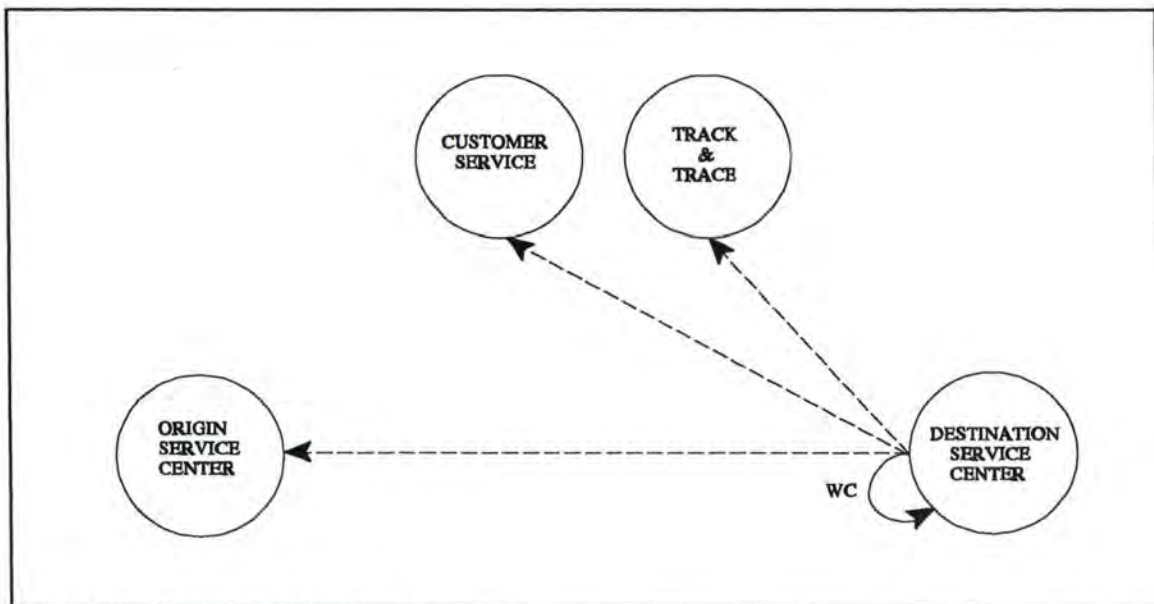 CUSTOMER
SERVICE
TRACK
&
TRACE
ORIGIN
SERVICE
CENTER
DESTINATION
SERVICE
CENTER
WC